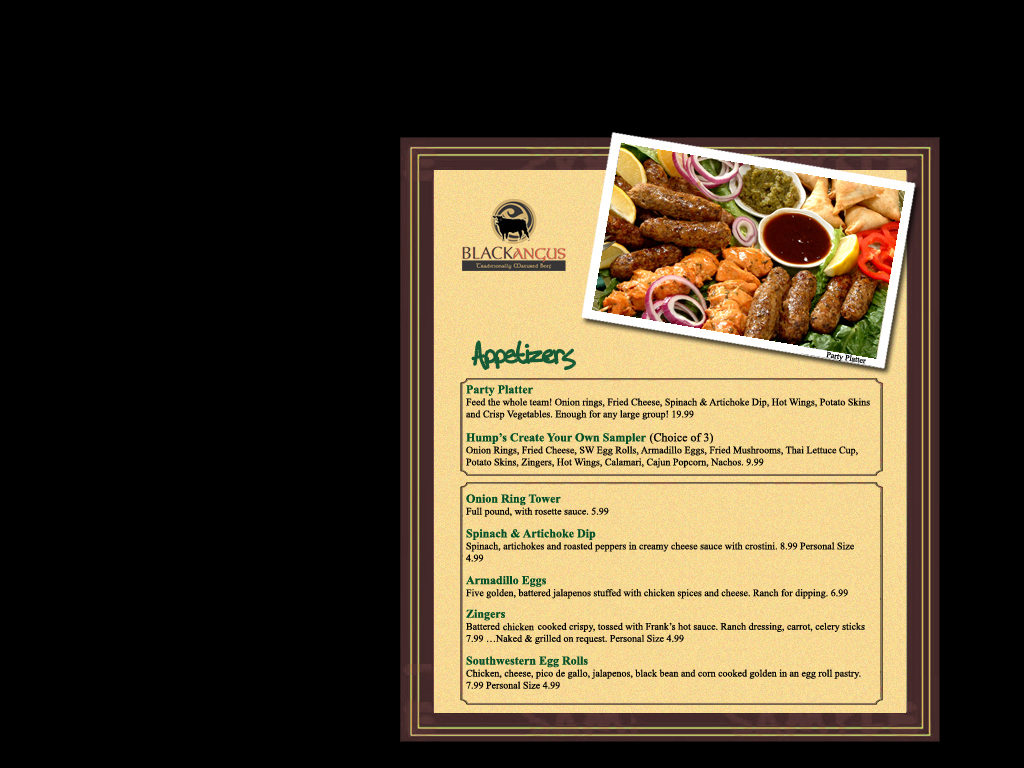 BLACKANGUS
Traditionally Matured Beef
Party Platter
Appetizers
Party Platter
Feed the whole team! Onion rings, Fried Cheese, Spinach & Artichoke Dip, Hot Wings, Potato Skins
and Crisp Vegetables. Enough for any large group! 19.99
Hump's Create Your Own Sampler (Choice of 3)
Onion Rings, Fried Cheese, SW Egg Rolls, Armadillo Eggs, Fried Mushrooms, Thai Lettuce Cup,
Potato Skins, Zingers, Hot Wings, Calamari, Cajun Popcorn, Nachos. 9.99
Onion Ring Tower
Full pound, with rosette sauce. 5.99
Spinach & Artichoke Dip
Spinach, artichokes and roasted peppers in creamy cheese sauce with crostini. 8.99 Personal Size
4.99
Armadillo Eggs
Five golden, battered jalapenos stuffed with chicken spices and cheese. Ranch for dipping. 6.99
Zingers
Battered chicken cooked crispy, tossed with Frank's hot sauce. Ranch dressing, carrot, celery sticks
7.99 …Naked & grilled on request. Personal Size 4.99
Southwestern Egg Rolls
Chicken, cheese, pico de gallo, jalapenos, black bean and corn cooked golden in an egg roll pastry.
7.99 Personal Size 4.99